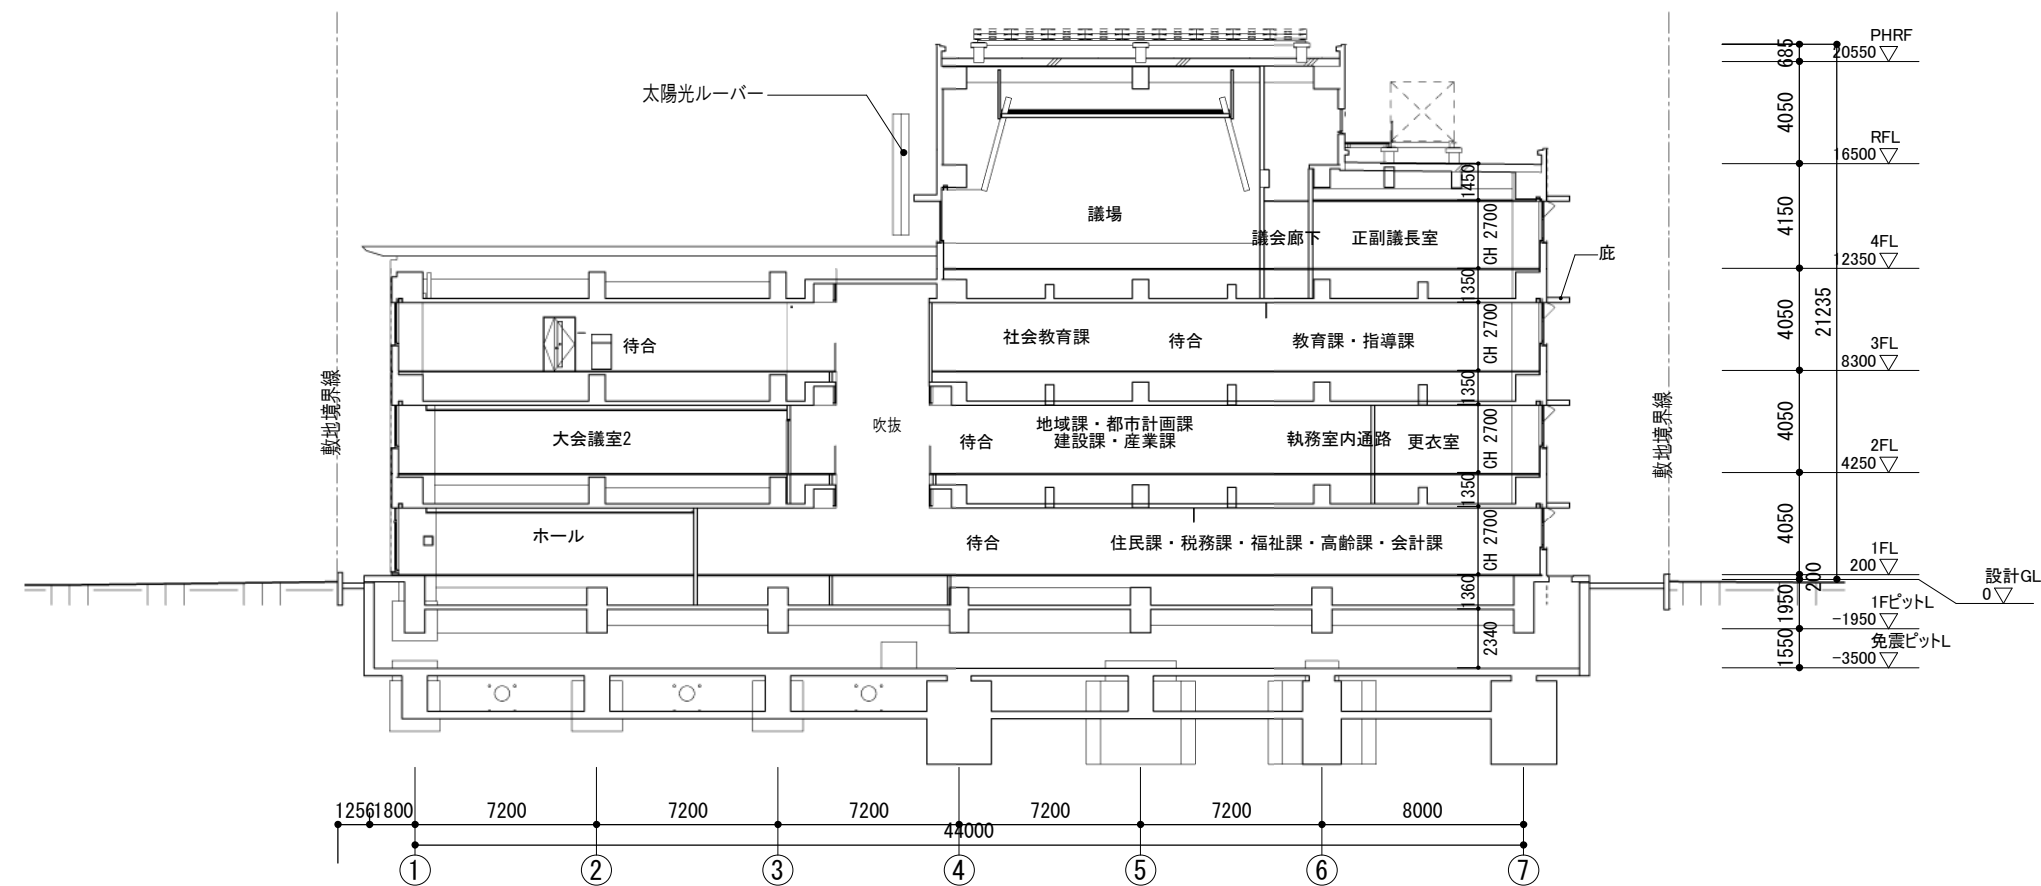 PHRF
685
20550
太陽光ルーバー
4050
RFL
16500
1450
議場
CH 2700
4150
議会廊下
正副議長室
4FL
12350
庇
1350
21235
社会教育課
待合
教育課・指導課
CH 2700
4050
待合
3FL
8300
敷地境界線
1350
敷地境界線
吹抜
地域課・都市計画課
建設課・産業課
大会議室2
待合
執務室内通路
更衣室
CH 2700
4050
2FL
4250
1350
ホール
待合
住民課・税務課・福祉課・高齢課・会計課
CH 2700
4050
1FL
200
200
設計GL
0
1360
1950
1FピットL
-1950
2340
1550
免震ピットL
-3500
1256
1800
7200
7200
7200
7200
7200
8000
44000
①
②
③
④
⑤
⑥
⑦